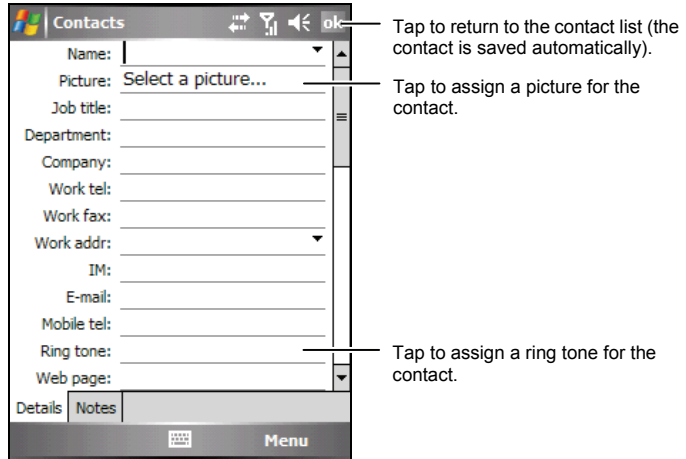 Contacts ok
Tap to return to the contact list (the
contact is saved automatically).
Name:
Picture: Select a picture...
Tap to assign a picture for the
contact.
Job title:
Department:
Company:
Work tel:
Work fax:
Work addr:
IM:
E-mail:
Mobile tel:
Ring tone:
Tap to assign a ring tone for the
contact.
Web page:
Details Notes
Menu